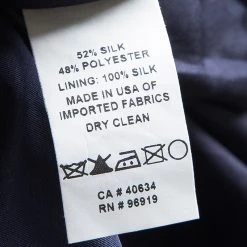 52% SILK
48% POLYESTER
LINING: 100% SILK
MADE IN USA OF
IMPORTED FABRICS
DRY CLEAN
CA # 40634
RN # 96919